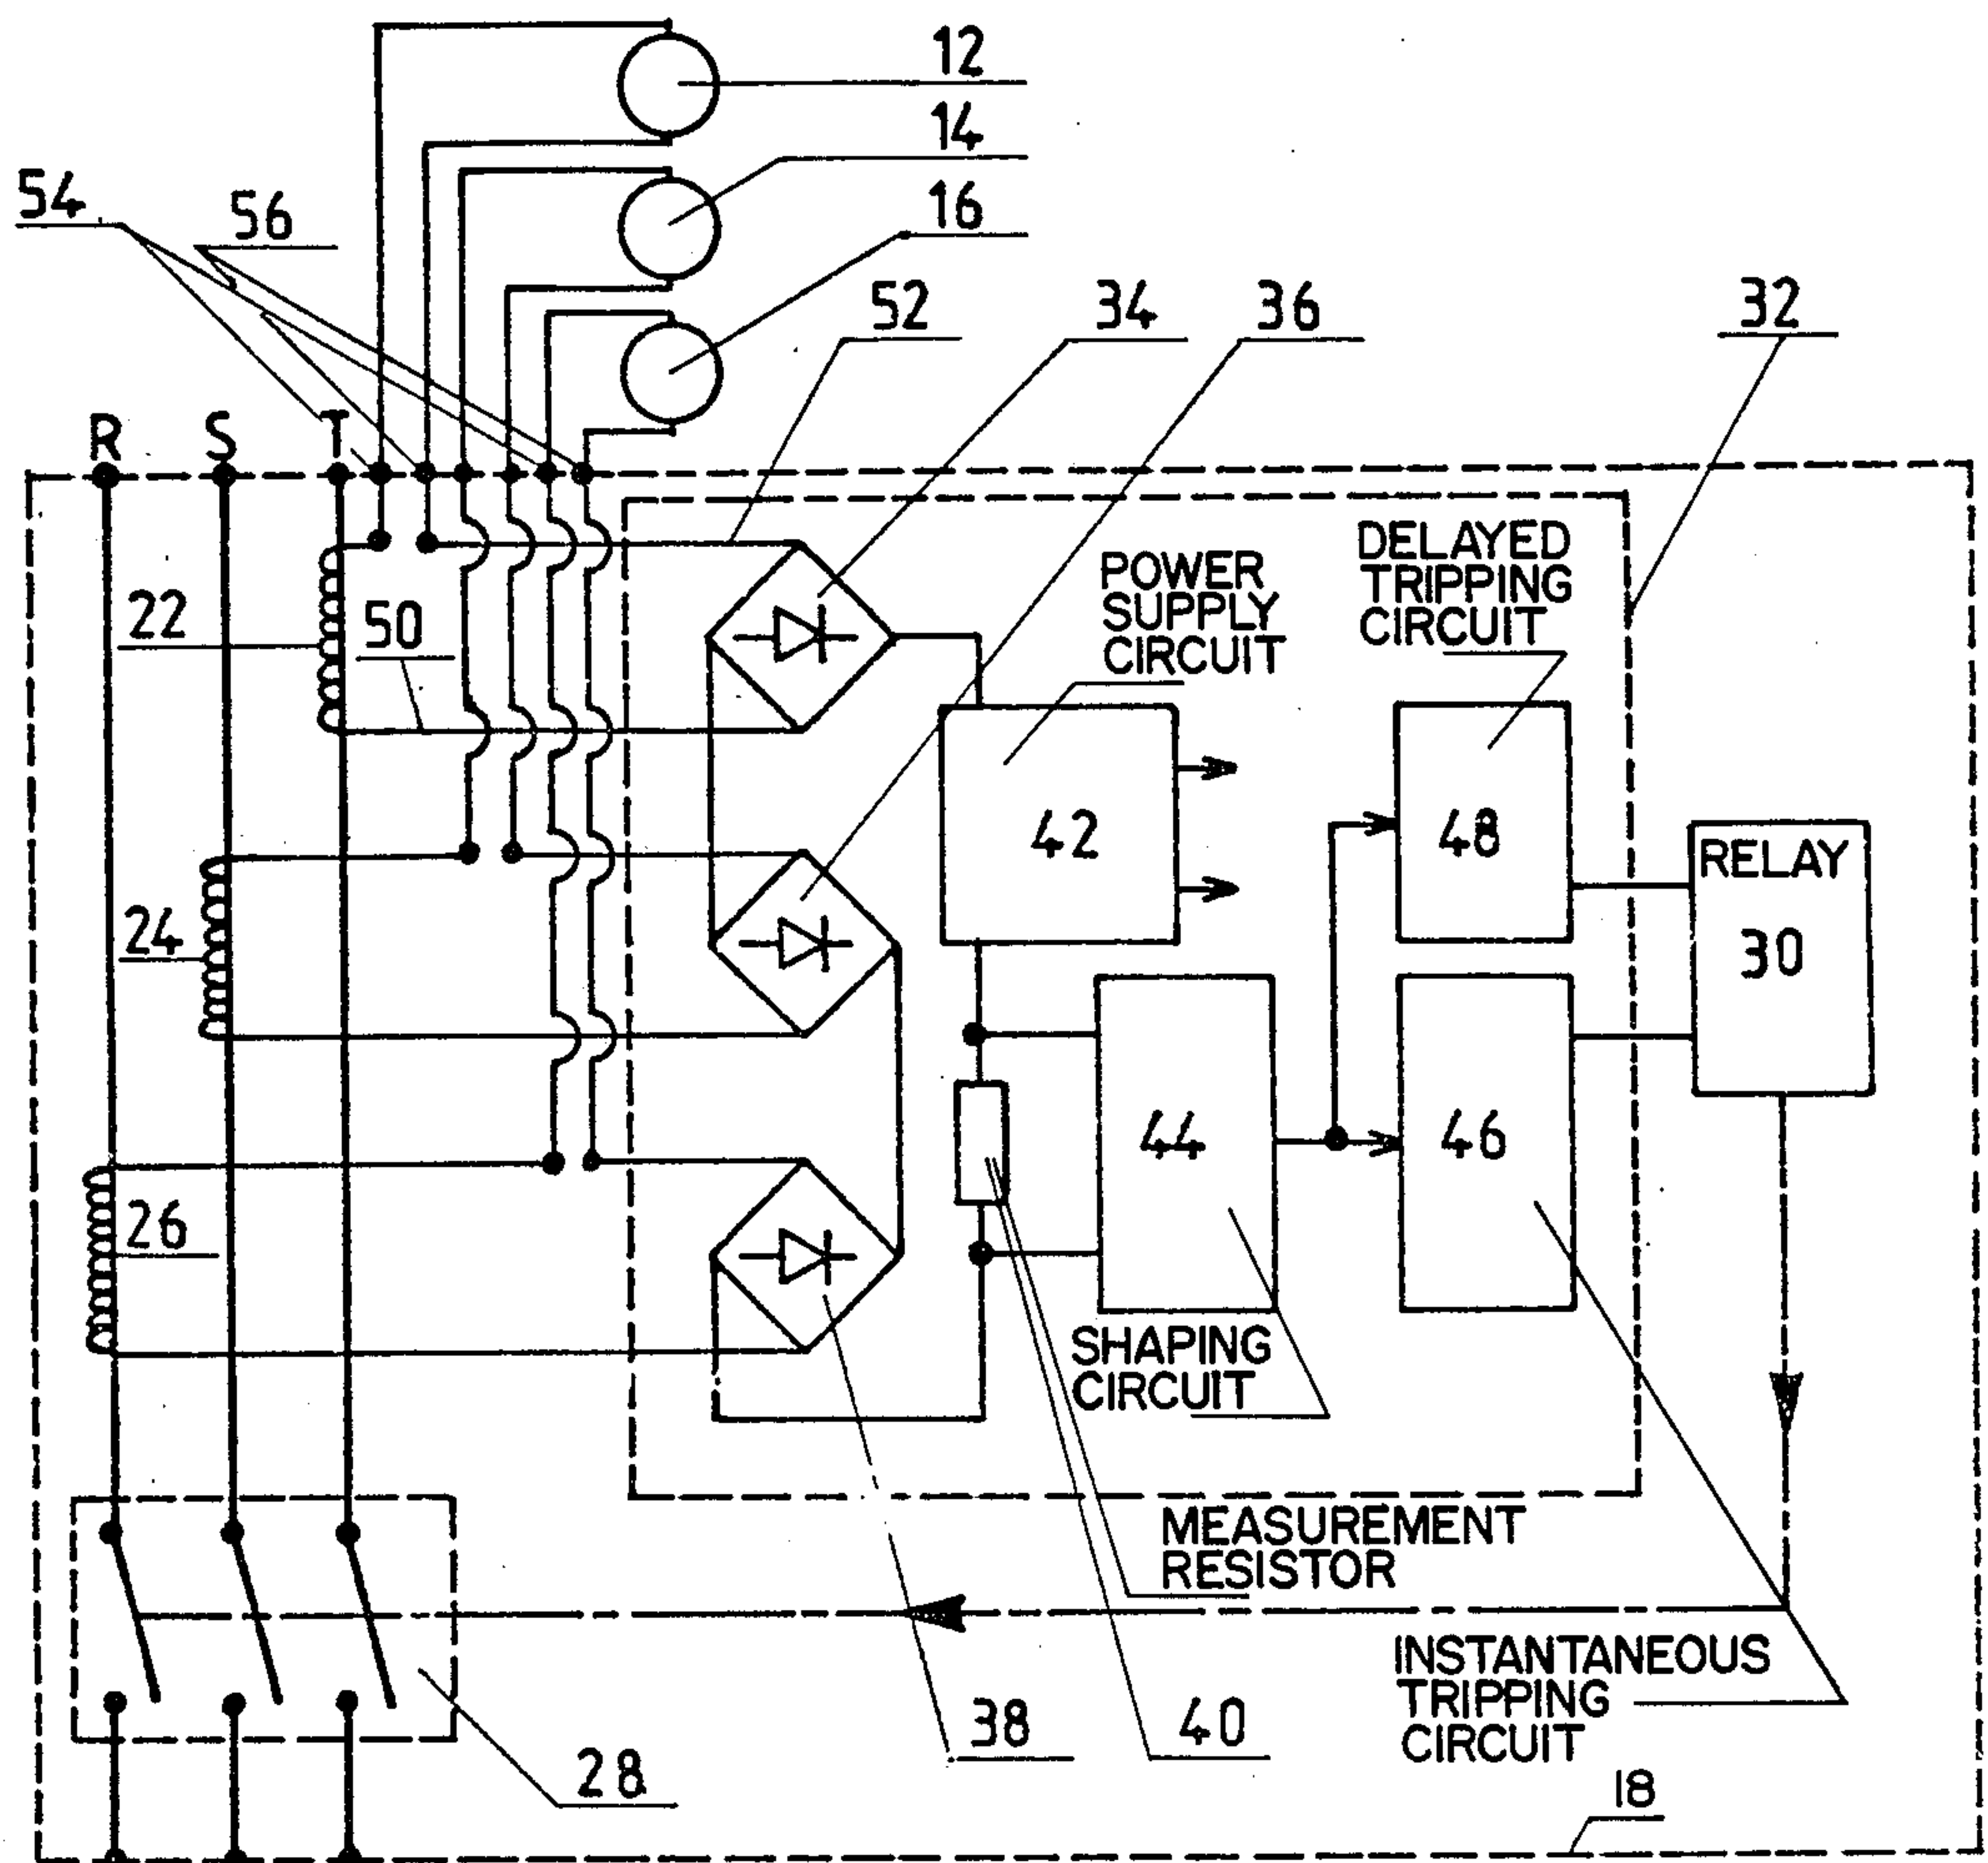 12
14
54
56
16
52
34
36
32
R
S
T
DELAYED
TRIPPING
CIRCUIT
POWER
SUPPLY
CIRCUIT
22
50
42
48
RELAY
30
24
44
46
26
SHAPING
CIRCUIT
MEASUREMENT
RESISTOR
INSTANTANEOUS
TRIPPING
CIRCUIT
38
40
28
18